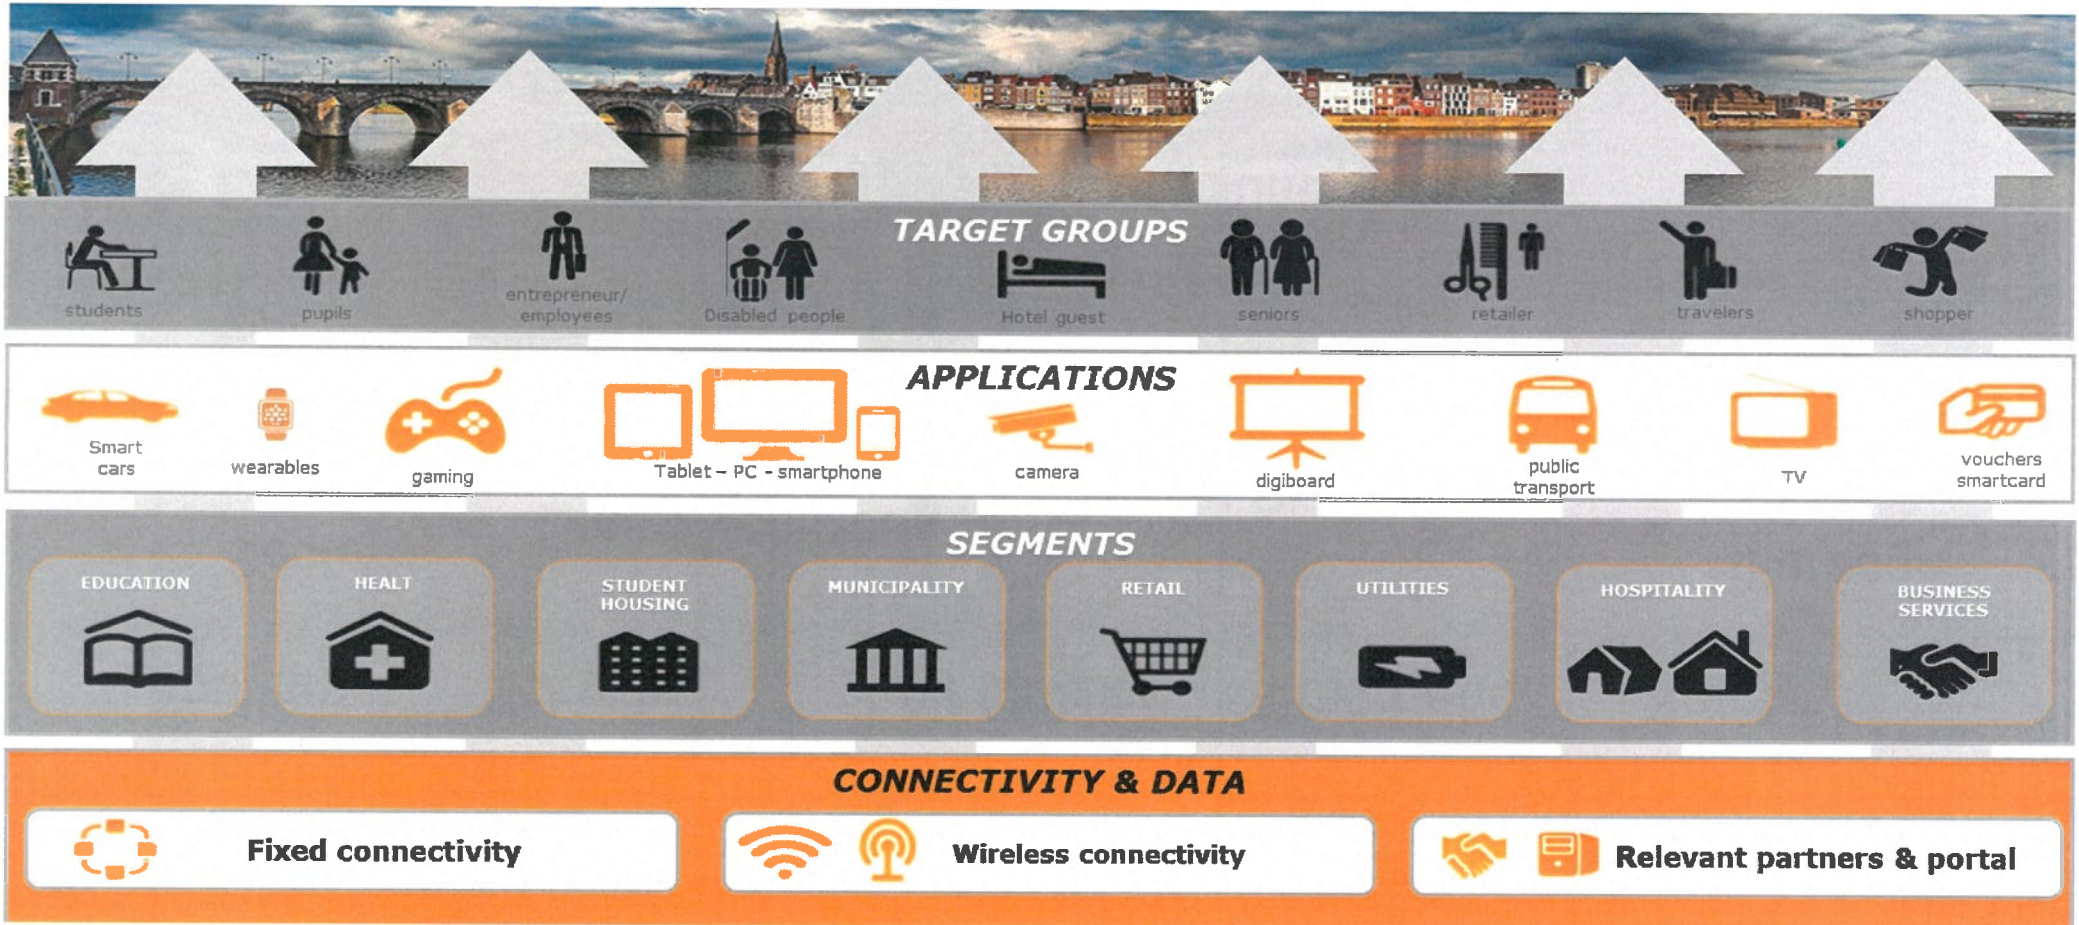 TARGET GROUPS
students
pupils
entrepreneur/
employees
Disabled people
Hotel guest
seniors
retailer
travelers
shopper
APPLICATIONS
Smart
cars
wearables
gaming
Tablet – PC - smartphone
camera
digiboard
public
transport
TV
vouchers
smartcard
SEGMENTS
EDUCATION
HEALT
STUDENT
HOUSING
MUNICIPALITY
RETAIL
UTILITIES
HOSPITALITY
BUSINESS
SERVICES
CONNECTIVITY & DATA
Fixed connectivity
Wireless connectivity
Relevant partners & portal